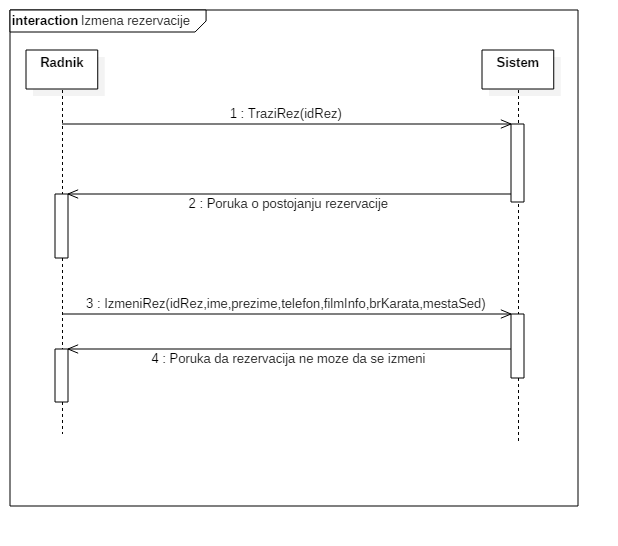 interaction Izmena rezervacije
Radnik
Sistem
1 : TraziRez(idRez)
2 : Poruka o postojanju rezervacije
3 : IzmeniRez(idRez,ime,prezime,telefon,filmInfo,brKarata,mestaSed)
4 : Poruka da rezervacija ne moze da se izmeni